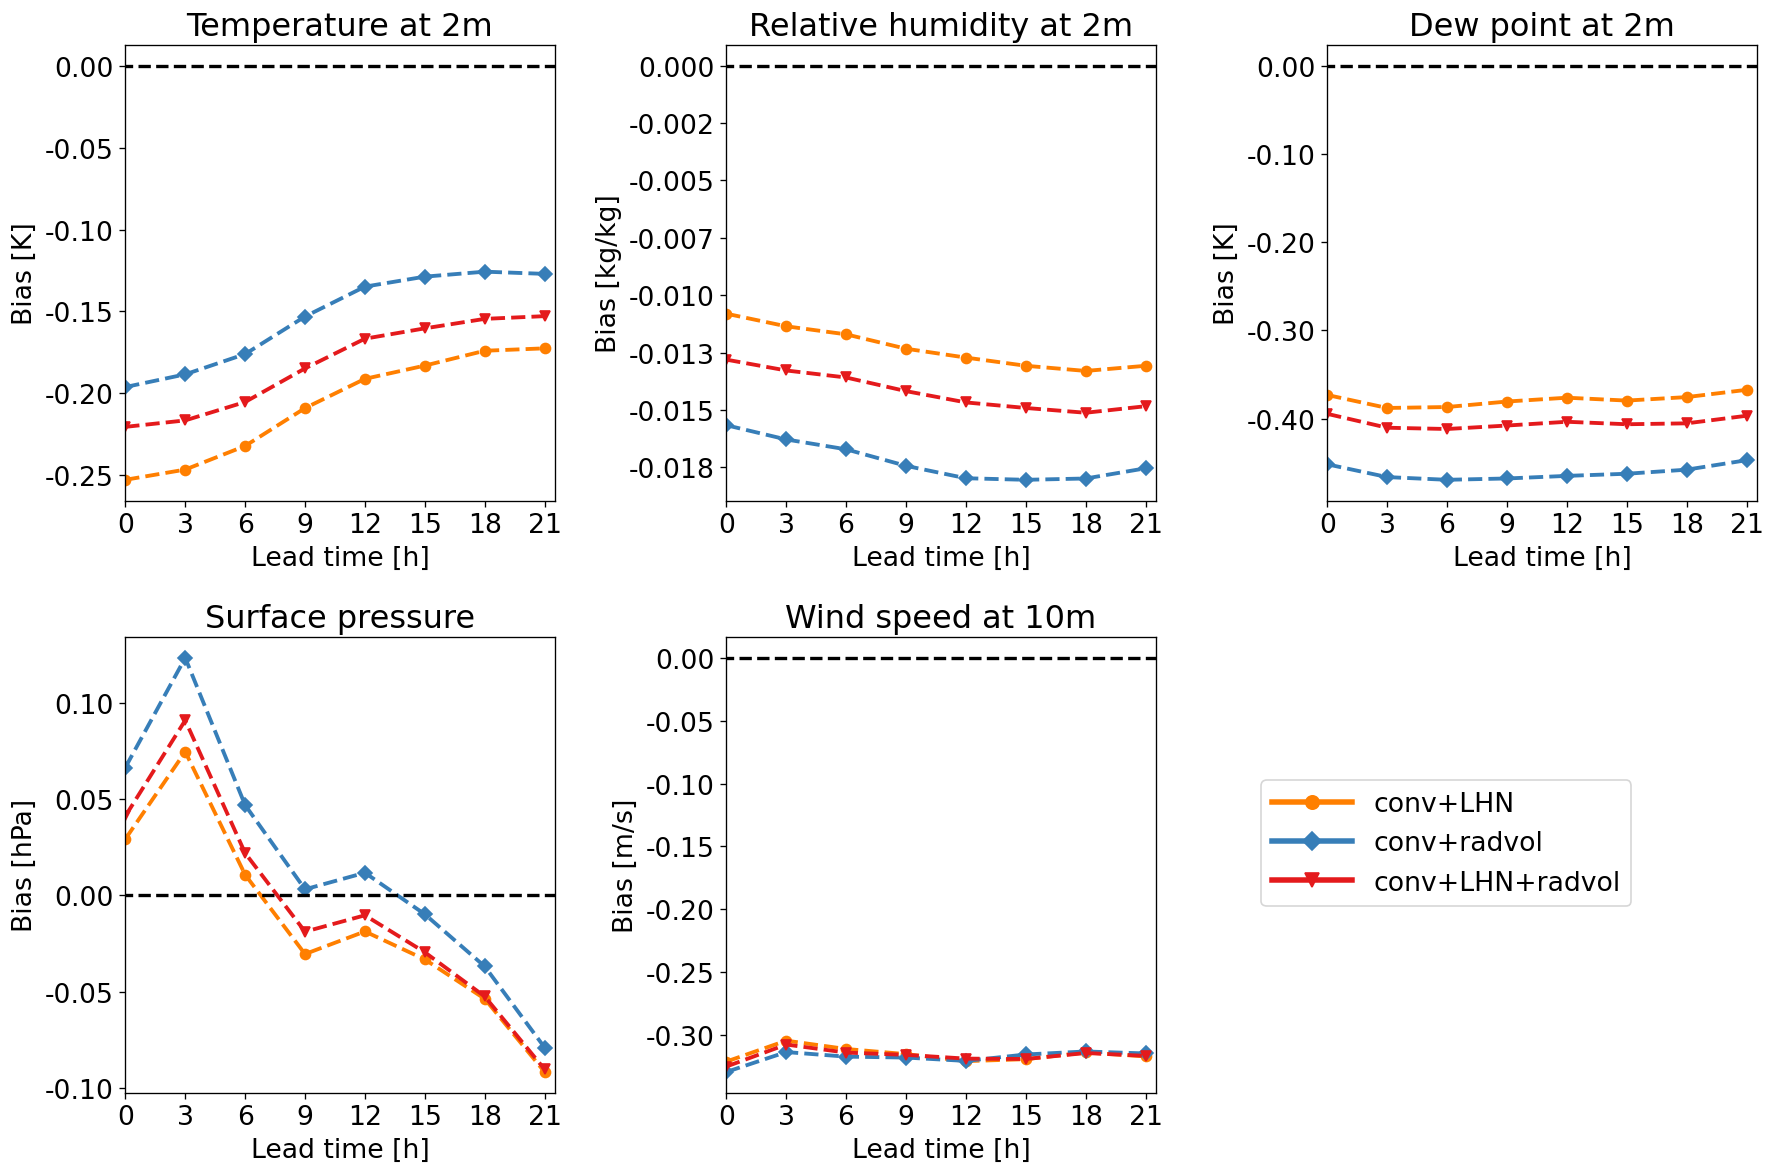 Temperature at 2m
0.00
-0.05
-0.10
-0.15
-0.20
-0.25
Bias [K]
0 3 6 9 12 15 18 21
Lead time [h]
Relative humidity at 2m
0.000
-0.002
-0.005
-0.007
-0.010
-0.013
-0.015
-0.018
Bias [kg/kg]
0 3 6 9 12 15 18 21
Lead time [h]
Dew point at 2m
0.00
-0.10
-0.20
-0.30
-0.40
Bias [K]
0 3 6 9 12 15 18 21
Lead time [h]
Surface pressure
0.10
0.05
0.00
-0.05
-0.10
Bias [hPa]
0 3 6 9 12 15 18 21
Lead time [h]
Wind speed at 10m
0.00
-0.05
-0.10
-0.15
-0.20
-0.25
-0.30
Bias [m/s]
0 3 6 9 12 15 18 21
Lead time [h]
conv+LHN
conv+radvol
conv+LHN+radvol